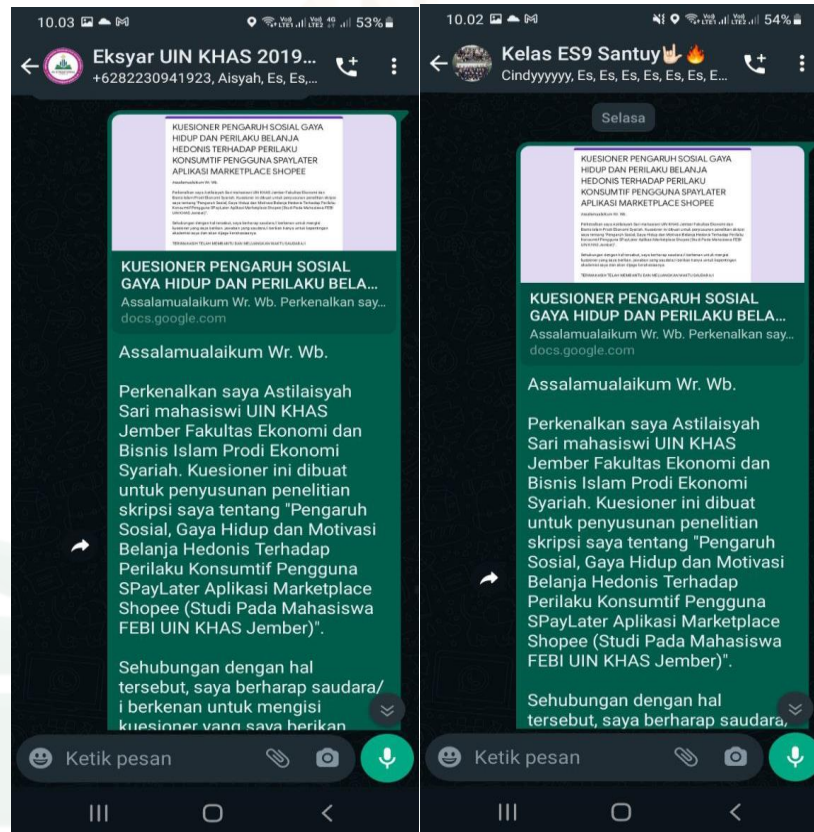 10.03
53%
Eksyar UIN KHAS 2019...
+6282230941923, Aisyah, Es, Es,...
KUESIONER PENGARUH SOSIAL GAYA
HIDUP DAN PERILAKU BELANJA
HEDONIS TERHADAP PERILAKU
KONSUMTIF PENGGUNA SPAYLATER
APLIKASI MARKETPLACE SHOPEE
KUESIONER PENGARUH SOSIAL
GAYA HIDUP DAN PERILAKU BELA...
Assalamualaikum Wr. Wb. Perkenalkan say...
docs.google.com
Assalamualaikum Wr. Wb.
Perkenalkan saya Astilaisyah
Sari mahasiswi UIN KHAS
Jember Fakultas Ekonomi dan
Bisnis Islam Prodi Ekonomi
Syariah. Kuesioner ini dibuat
untuk penyusunan penelitian
skripsi saya tentang "Pengaruh
Sosial, Gaya Hidup dan Motivasi
Belanja Hedonis Terhadap
Perilaku Konsumtif Pengguna
SPayLater Aplikasi Marketplace
Shopee (Studi Pada Mahasiswa
FEBI UIN KHAS Jember)".
Sehubungan dengan hal
tersebut, saya berharap saudara/
i berkenan untuk mengisi
kuesioner yang saya berikan
Ketik pesan
10.02
54%
Kelas ES9 Santuy🤟🏻🔥
Cindyyyyyy, Es, Es, Es, Es, Es, Es, E...
Selasa
KUESIONER PENGARUH SOSIAL GAYA
HIDUP DAN PERILAKU BELANJA
HEDONIS TERHADAP PERILAKU
KONSUMTIF PENGGUNA SPAYLATER
APLIKASI MARKETPLACE SHOPEE
KUESIONER PENGARUH SOSIAL
GAYA HIDUP DAN PERILAKU BELA...
Assalamualaikum Wr. Wb. Perkenalkan say...
docs.google.com
Assalamualaikum Wr. Wb.
Perkenalkan saya Astilaisyah
Sari mahasiswi UIN KHAS
Jember Fakultas Ekonomi dan
Bisnis Islam Prodi Ekonomi
Syariah. Kuesioner ini dibuat
untuk penyusunan penelitian
skripsi saya tentang "Pengaruh
Sosial, Gaya Hidup dan Motivasi
Belanja Hedonis Terhadap
Perilaku Konsumtif Pengguna
SPayLater Aplikasi Marketplace
Shopee (Studi Pada Mahasiswa
FEBI UIN KHAS Jember)".
Sehubungan dengan hal
tersebut, saya berharap saudara/
Ketik pesan